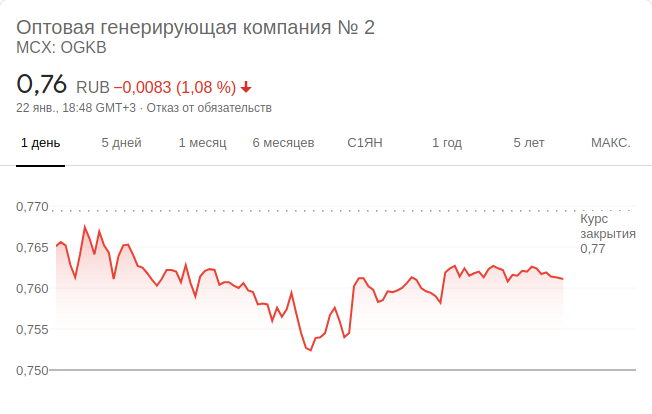 Оптовая генерирующая компания № 2
MCX: OGKB
0,76 RUB −0,0083 (1,08 %)
22 янв., 18:48 GMT+3 · Отказ от обязательств
1 день 5 дней 1 месяц 6 месяцев С1ЯН 1 год 5 лет МАКС.
0,770
Курс
закрытия
0,77
0,765
0,760
0,755
0,750